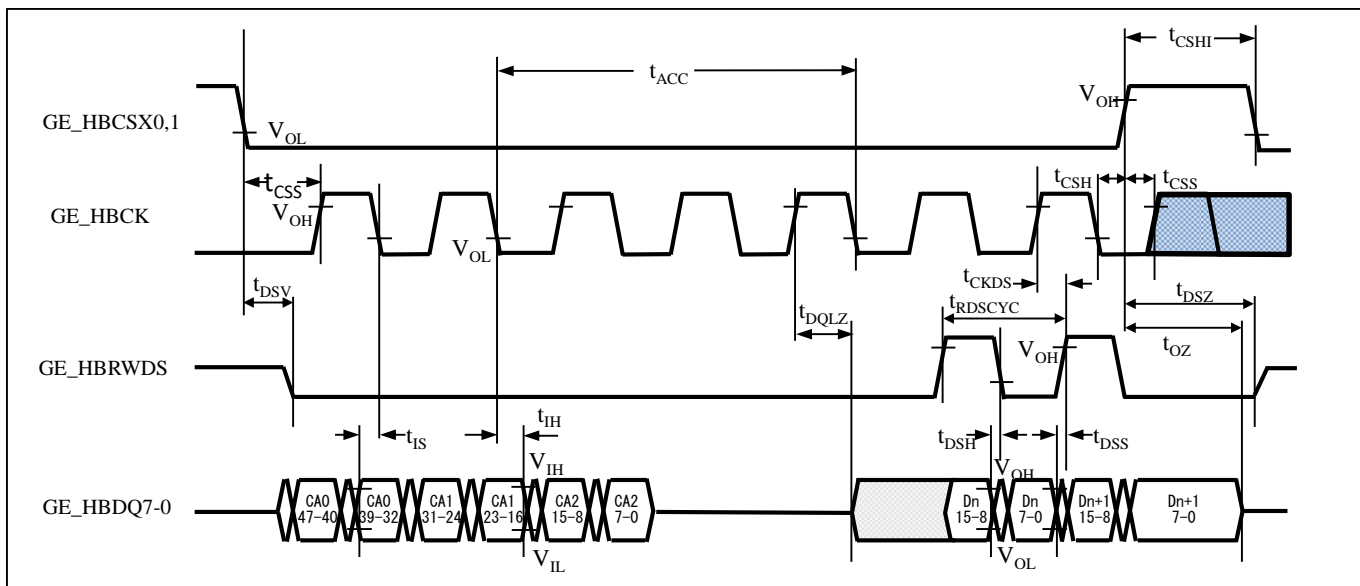 tCSHI
tACC
VOH
GE_HBCSX0,1
VOL
tCSS
tCSH
tCSS
VOH
GE_HBCK
VOL
tCKDS
tDSV
tDSZ
tRDSCYC
tDQLZ
tOZ
VOH
GE_HBRWDS
tIH
tIS
tDSH
tDSS
VIH
VOH
GE_HBDQ7-0
CA0 47-40
CA0 39-32
CA1 31-24
CA1 23-16
CA2 15-8
CA2 7-0
Dn 15-8
Dn 7-0
Dn+1 15-8
Dn+1 7-0
VIL
VOL